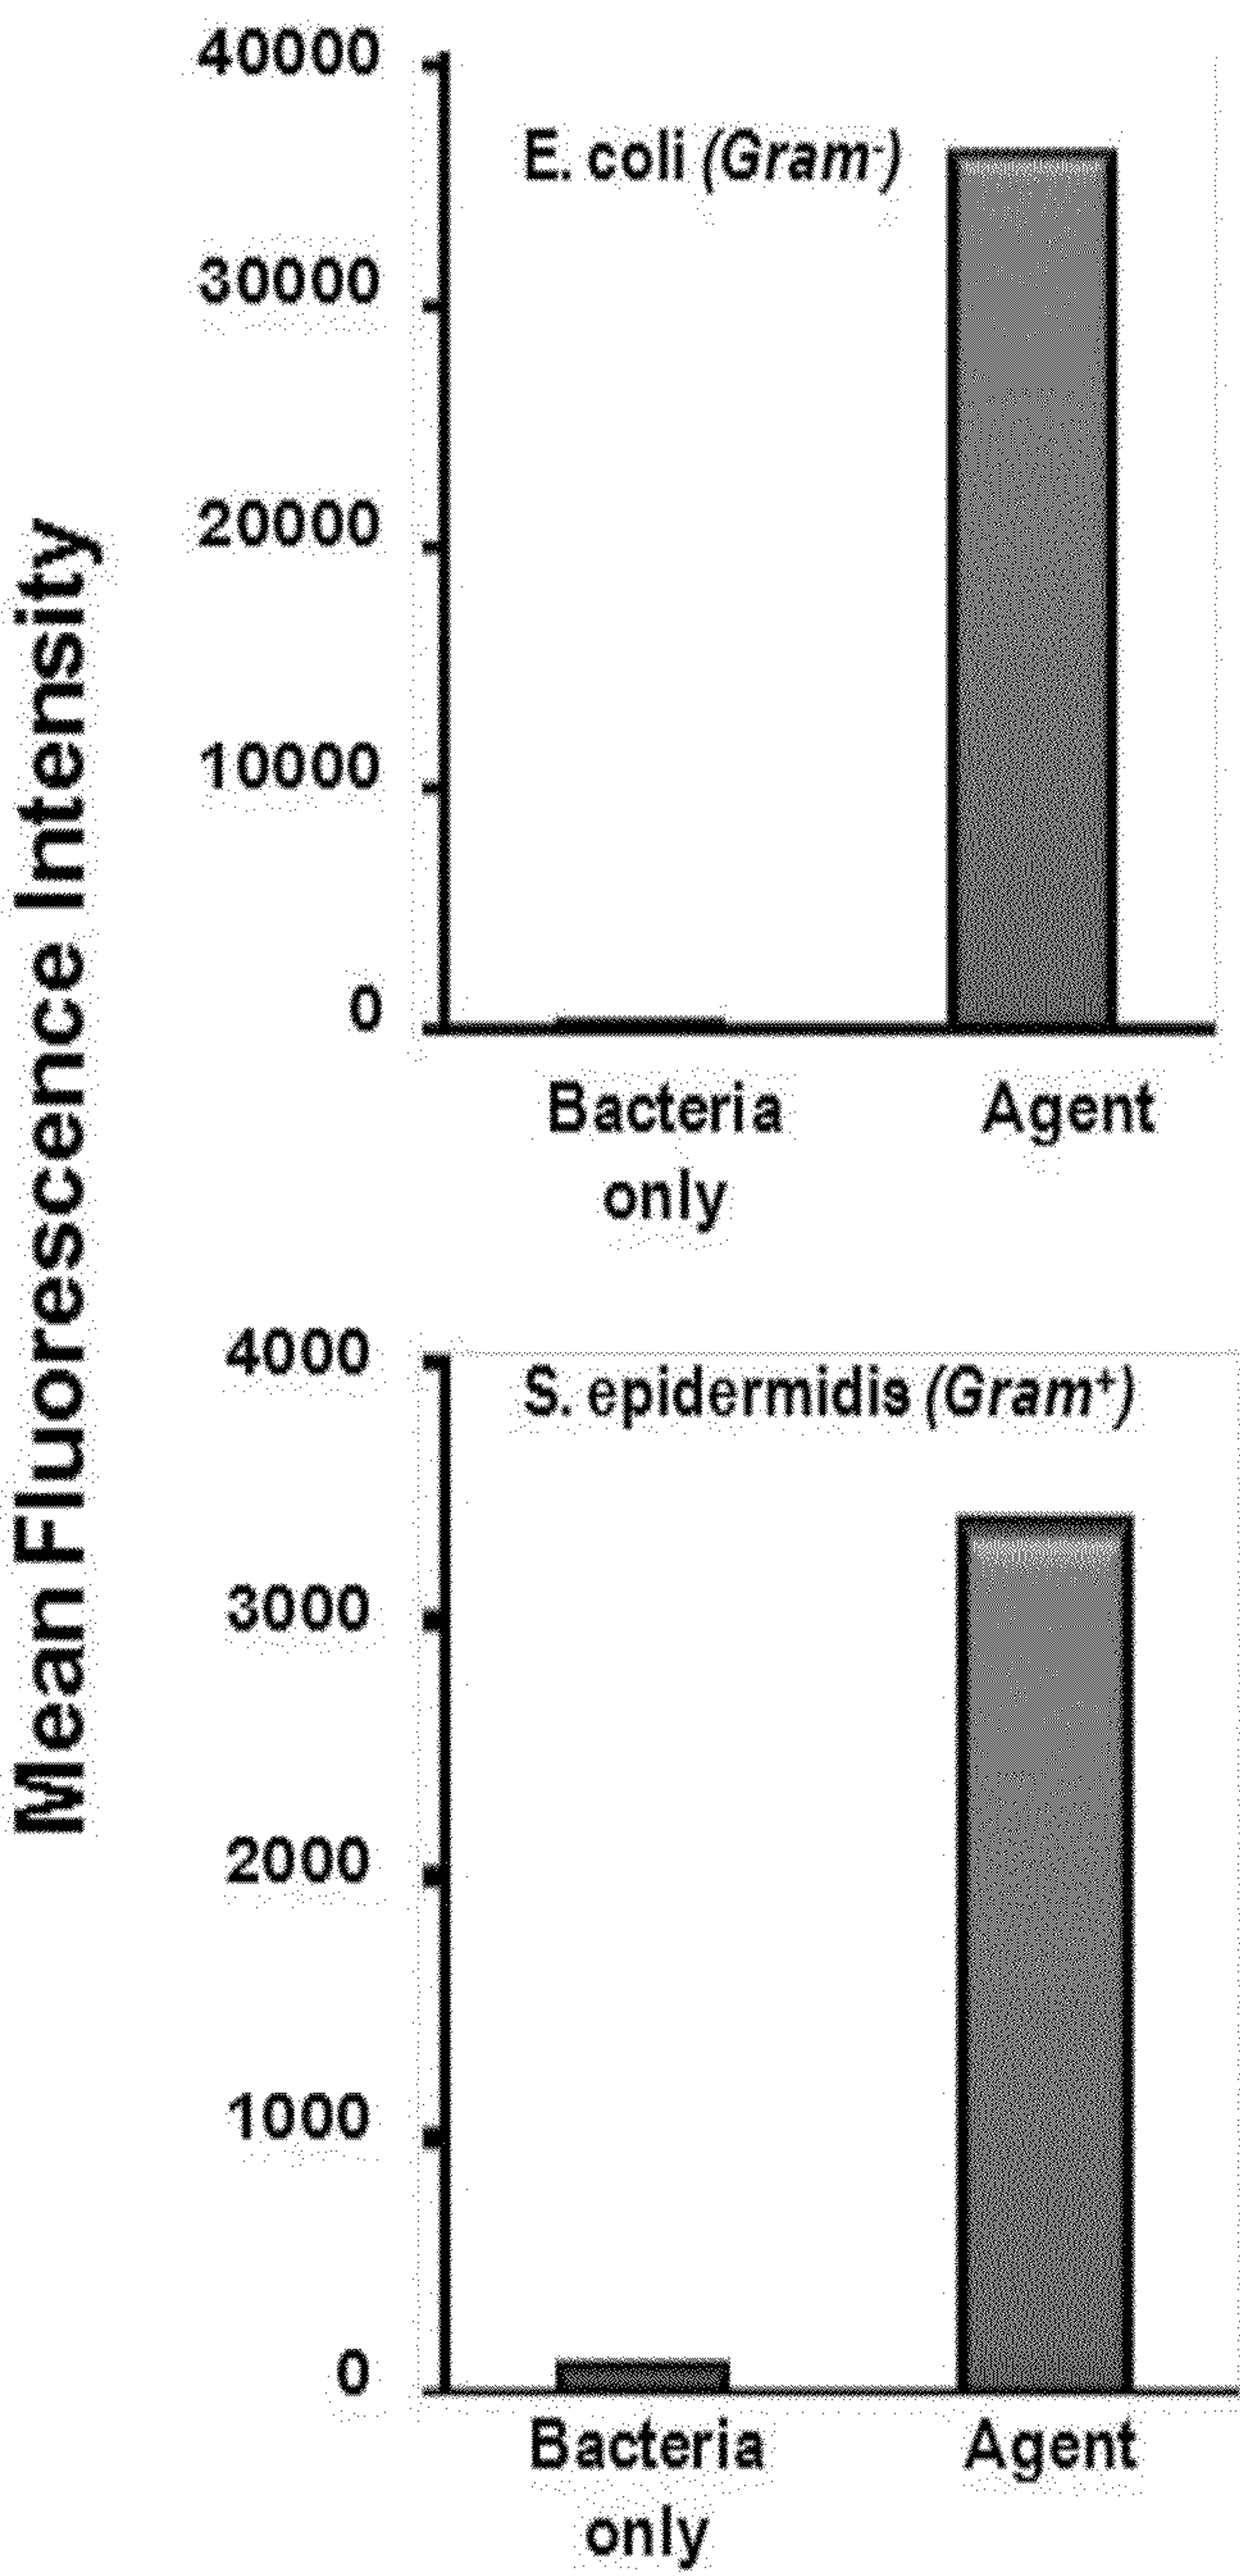 Mean Fluorescence Intensity
40000
E. coli (Gram-)
30000
20000
10000
0
Bacteria
only
Agent
4000
S. epidermidis (Gram+)
3000
2000
1000
0
Bacteria
only
Agent